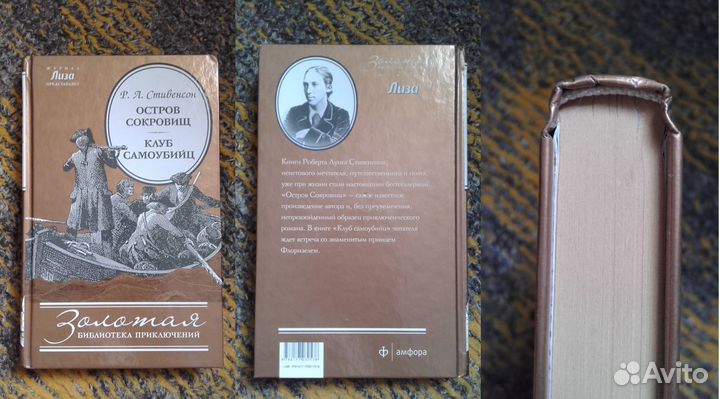 ЖУРНАЛ
Лиза
ПРЕДСТАВЛЯЕТ
Р. Л. Стивенсон
ОСТРОВ
СОКРОВИЩ
КЛУБ
САМОУБИЙЦ
Золотая
БИБЛИОТЕКА ПРИКЛЮЧЕНИЙ
Золотая
Лиза
Книги Роберта Луиса Стивенсона,
неистового мечтателя, путешественника и поэта,
уже при жизни стали настоящими бестселлерами.
«Остров Сокровищ» – самое известное
произведение автора и, без преувеличения,
непревзойденный образец приключенческого
романа. В книге «Клуб самоубийц» читателя
ждет встреча со знаменитым принцем
Флоризелем.
ф амфора
Avito